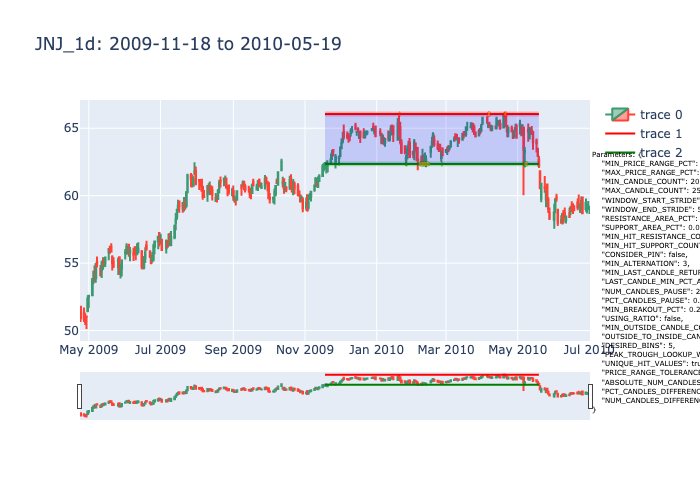 JNJ_1d: 2009-11-18 to 2010-05-19
65
60
55
50
May 2009
Jul 2009
Sep 2009
Nov 2009
Jan 2010
Mar 2010
May 2010
Jul 2010
trace 0
trace 1
trace 2
Parameters: {
"MIN_PRICE_RANGE_PCT":
"MAX_PRICE_RANGE_PCT":
"MIN_CANDLE_COUNT": 20
"MAX_CANDLE_COUNT": 25
"WINDOW_START_STRIDE"
"WINDOW_END_STRIDE": 5
"RESISTANCE_AREA_PCT":
"SUPPORT_AREA_PCT": 0.0
"MIN_HIT_RESISTANCE_CO
"MIN_HIT_SUPPORT_COUNT
"CONSIDER_PIN": false,
"MIN_ALTERNATION": 3,
"MIN_LAST_CANDLE_RETUR
"LAST_CANDLE_MIN_PCT_A
"NUM_CANDLES_PAUSE": 2
"PCT_CANDLES_PAUSE": 0.
"MIN_BREAKOUT_PCT": 0.2
"USING_RATIO": false,
"MIN_OUTSIDE_CANDLE_CO
"OUTSIDE_TO_INSIDE_CAN
"DESIRED_BINS": 5,
"PEAK_TROUGH_LOOKUP_W
"UNIQUE_HIT_VALUES": tru
"PRICE_RANGE_TOLERANCE
"ABSOLUTE_NUM_CANDLES
"PCT_CANDLES_DIFFERENC
"NUM_CANDLES_DIFFEREN
}